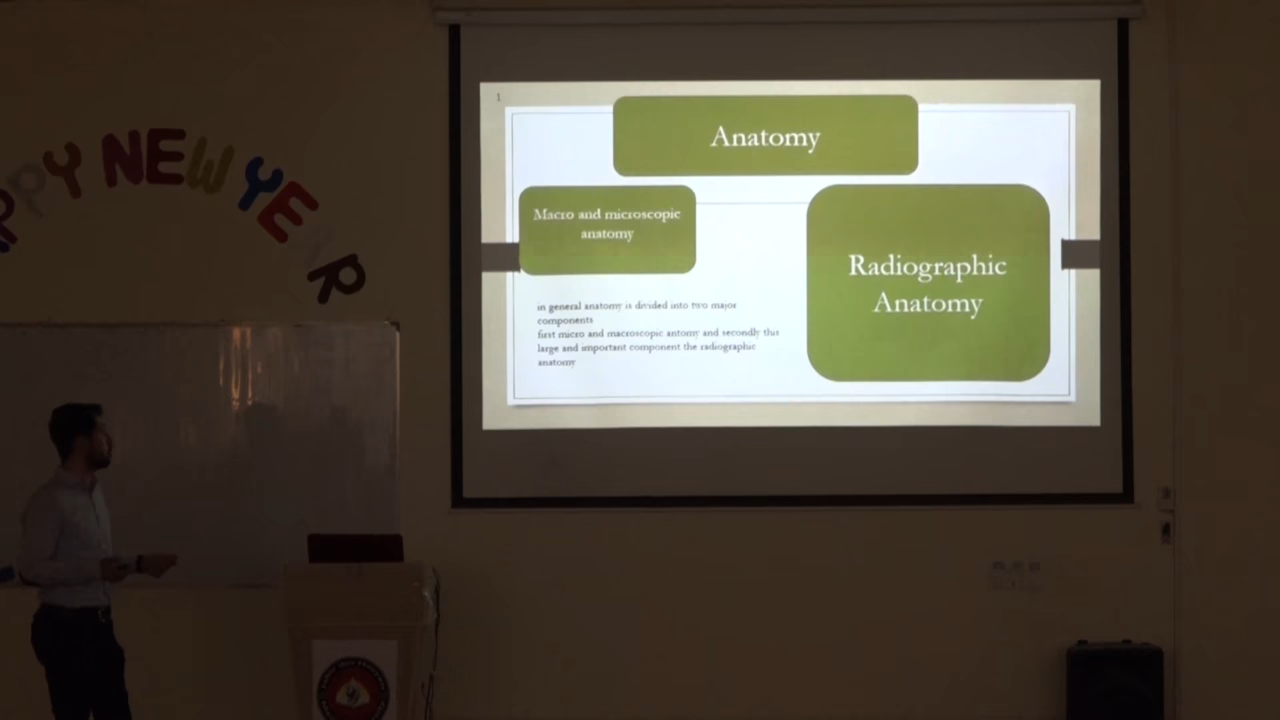 PPY NEW YEAR
1
Anatomy
Macro and microscopic
anatomy
Radiographic
Anatomy
in general anatomy is divided into two major
components
first micro and macroscopic antomy and secondly this
large and important component the radiographic
anatomy